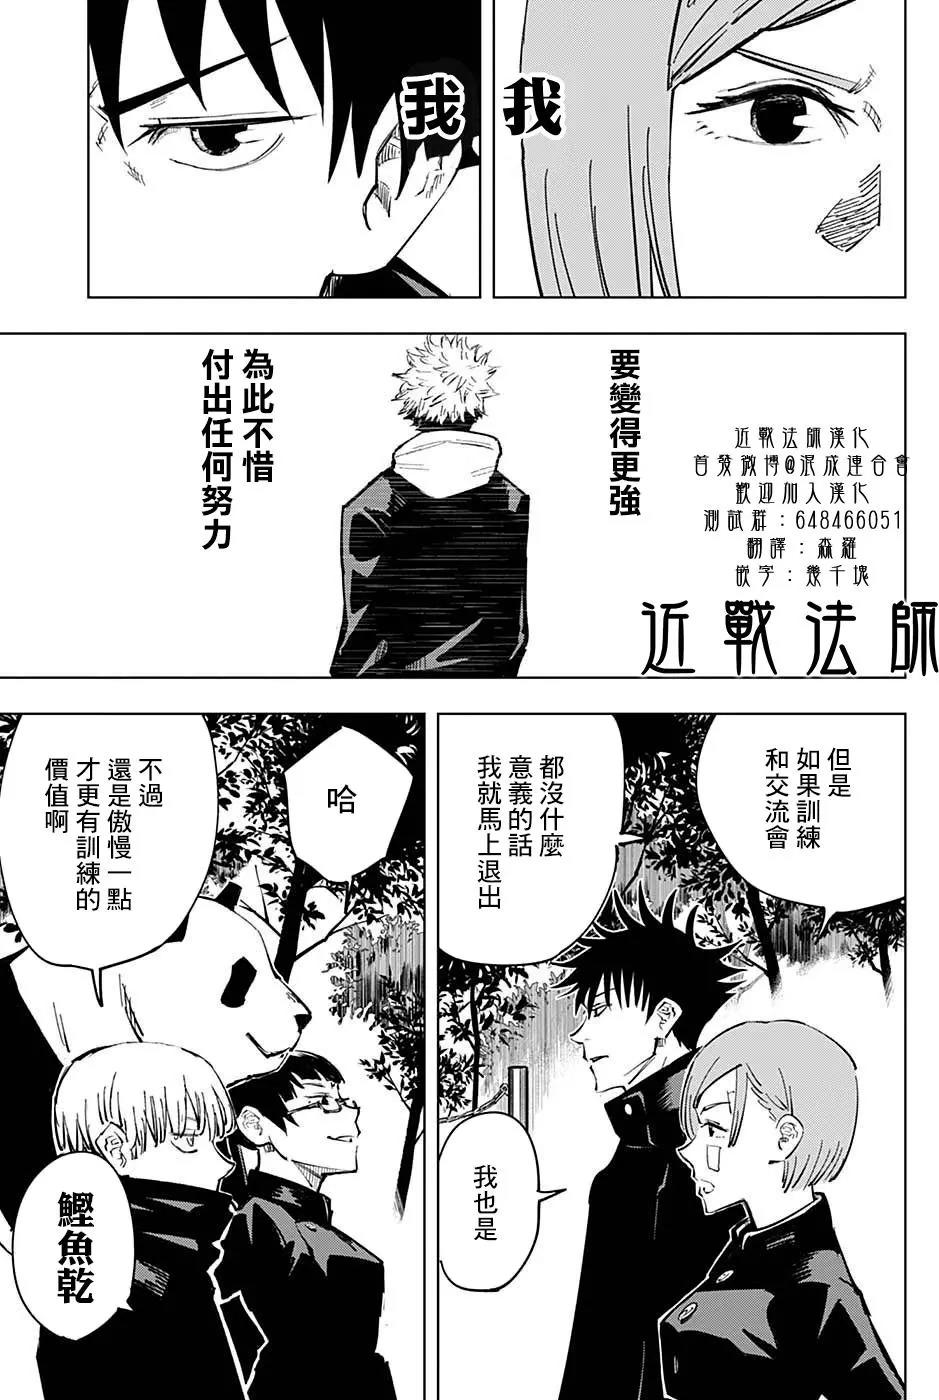 我
我
要變得更強
為此不惜
付出任何努力
近戰法師漢化
首發微博@混成連合會
歡迎加入漢化
測試群：648466051
翻譯：森羅
嵌字：幾千塊
近戰法師
但是
如果訓練
和交流會
都沒什麼
意義的話
我就馬上退出
我也是
哈
不過
還是傲慢一點
才更有訓練的
價值啊
鰹魚乾